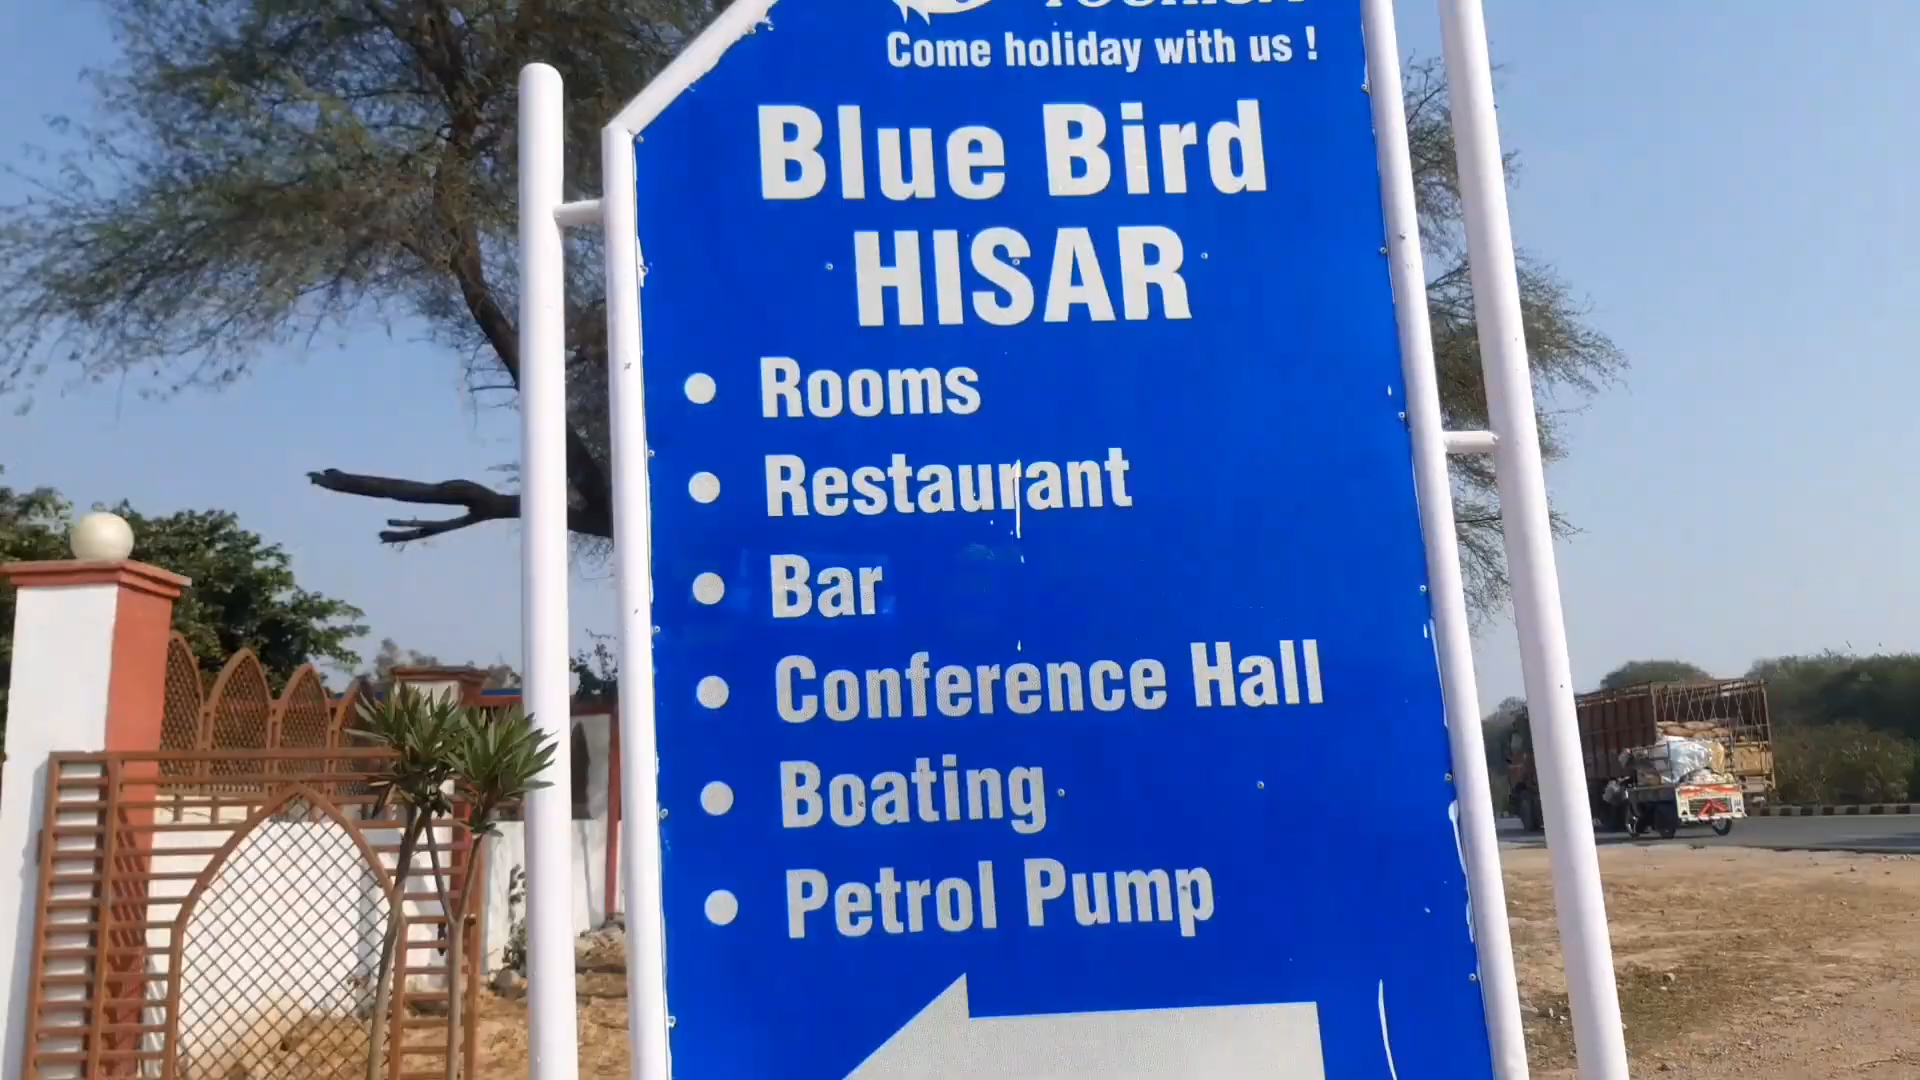 Come holiday with us !
Blue Bird
HISAR
• Rooms
• Restaurant
• Bar
• Conference Hall
• Boating
• Petrol Pump